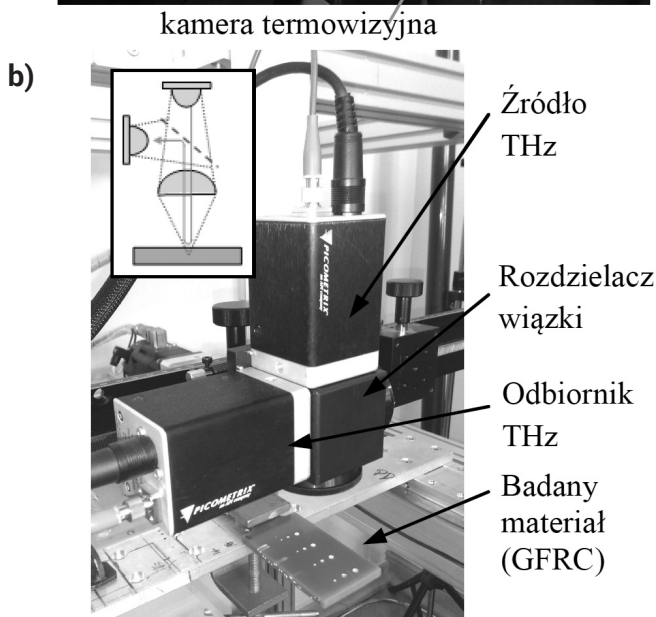 kamera termowizyjna
b)
Źródło
THz
PICOMETRIX
Rozdzielacz
wiązki
Odbiornik
THz
PICOMETRIX
Badany
materiał
(GFRC)